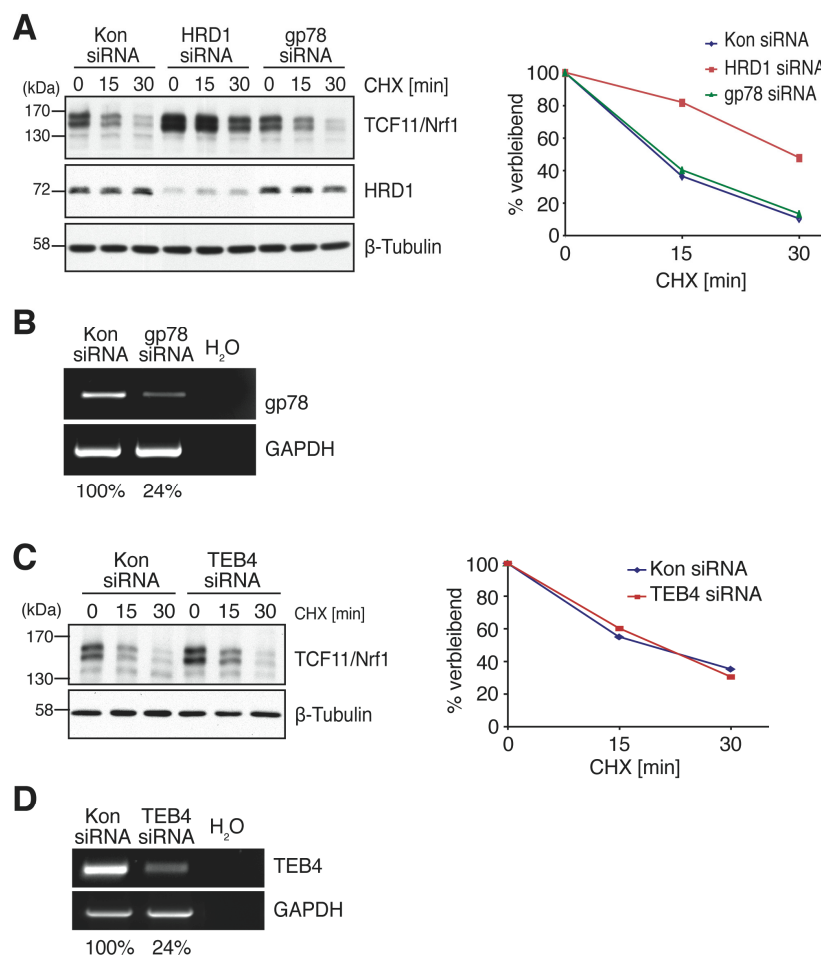 A
Kon siRNA
HRD1 siRNA
gp78 siRNA
(kDa)
0 15 30 0 15 30 0 15 30 CHX [min]
170
130
TCF11/Nrf1
72
HRD1
58
β-Tubulin
Kon siRNA
HRD1 siRNA
gp78 siRNA
% verbleibend
100
80
60
40
20
0
0 15 30
CHX [min]
B
Kon siRNA
gp78 siRNA
H2O
gp78
GAPDH
100% 24%
C
Kon siRNA
TEB4 siRNA
(kDa)
0 15 30 0 15 30 CHX [min]
170
130
TCF11/Nrf1
58
β-Tubulin
Kon siRNA
TEB4 siRNA
% verbleibend
100
80
60
40
20
0
0 15 30
CHX [min]
D
Kon siRNA
TEB4 siRNA
H2O
TEB4
GAPDH
100% 24%